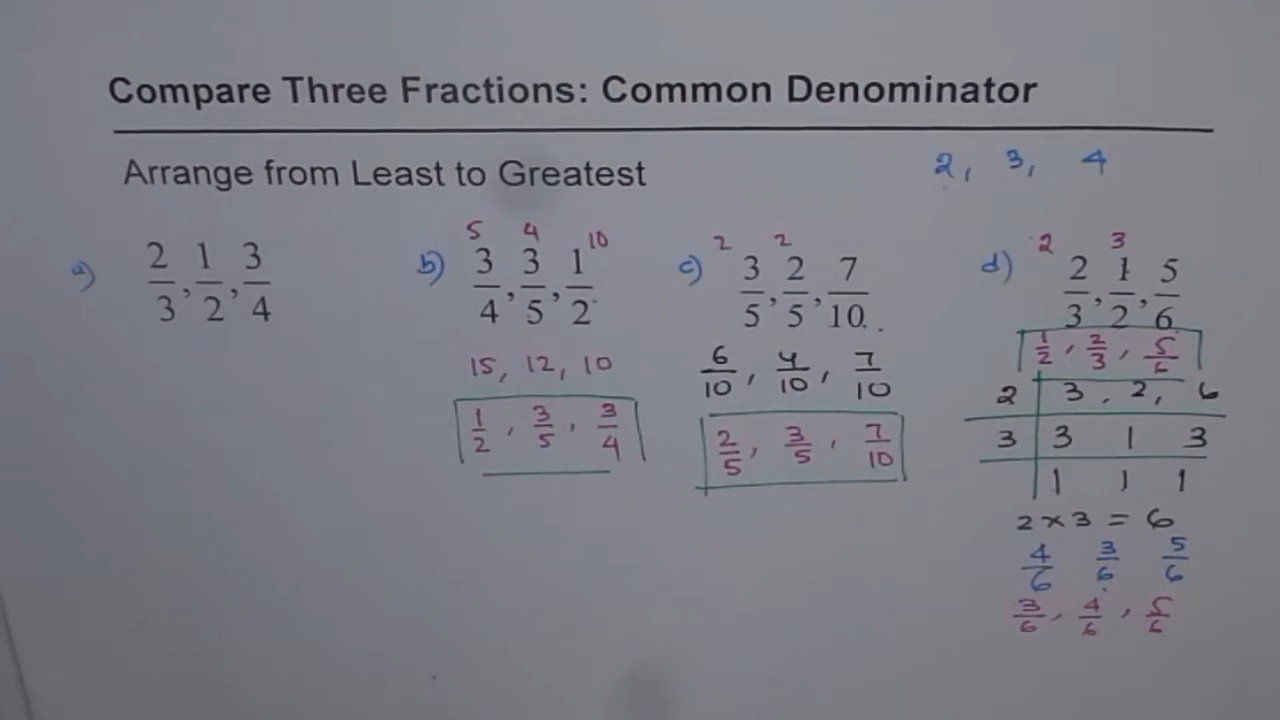 Compare Three Fractions: Common Denominator
Arrange from Least to Greatest
2, 3, 4
a) 2/3, 1/2, 3/4
5 4 10
b) 3/4, 3/5, 1/2
15, 12, 10
1/2, 3/5, 3/4
2 2
c) 3/5, 2/5, 7/10
6/10, 4/10, 7/10
2/5, 3/5, 7/10
2 3
d) 2/3, 1/2, 5/6
1/2, 2/3, 5/6
2 3, 2, 6
3 3 1 3
1 1 1
2 × 3 = 6
4/6 3/6 5/6
3/6, 4/6, 5/6